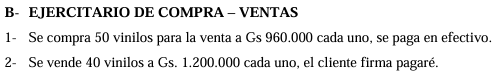 B- EJERCITARIO DE COMPRA – VENTAS
1- Se compra 50 vinilos para la venta a Gs 960.000 cada uno, se paga en efectivo.
2- Se vende 40 vinilos a Gs. 1.200.000 cada uno, el cliente firma pagaré.